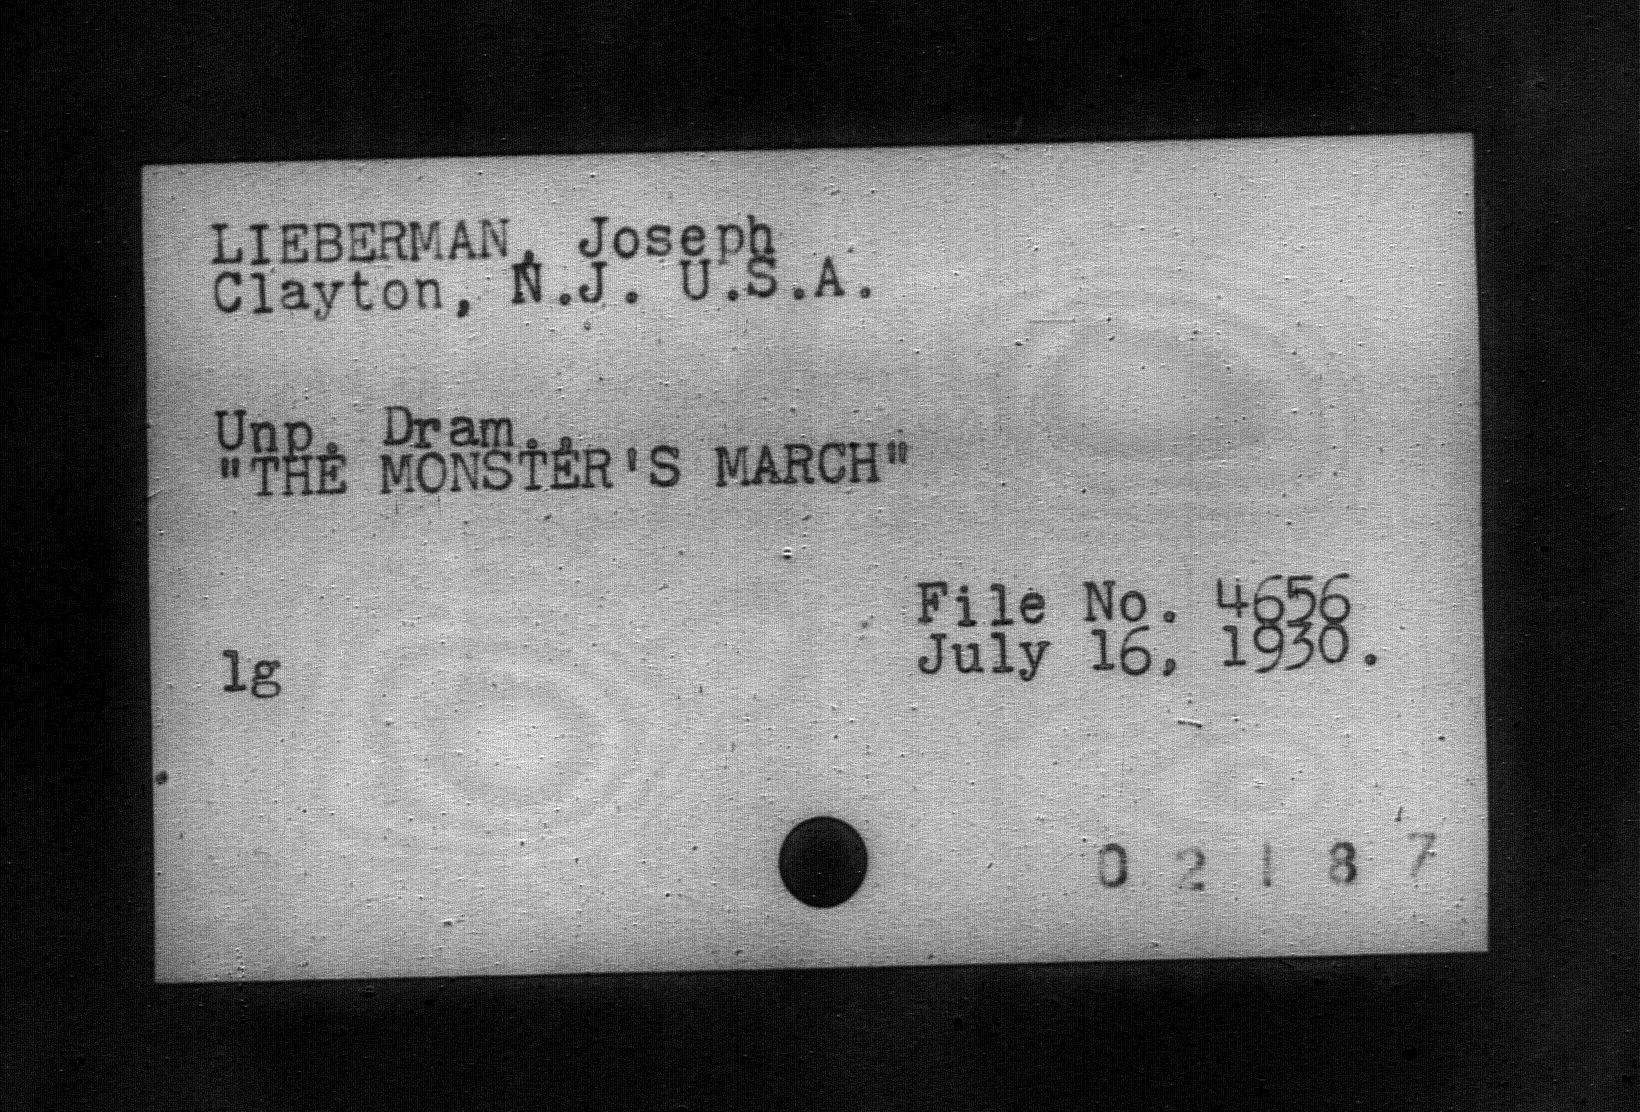 LIEBERMAN, Joseph
Clayton, N.J. U.S.A.
Unp. Dram..
"THE MONSTER'S MARCH"
File No. 4656
July 16, 1930.
lg
0 2 1 8 7